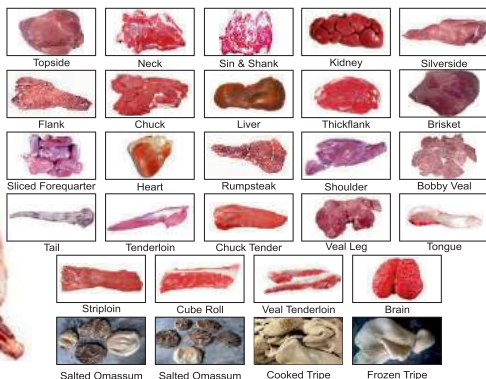 Topside Neck Sin & Shank Kidney Silverside
Flank Chuck Liver Thickflank Brisket
Sliced Forequarter Heart Rumpsteak Shoulder Bobby Veal
Tail Tenderloin Chuck Tender Veal Leg Tongue
Striploin Cube Roll Veal Tenderloin Brain
Salted Omassum Salted Omassum Cooked Tripe Frozen Tripe